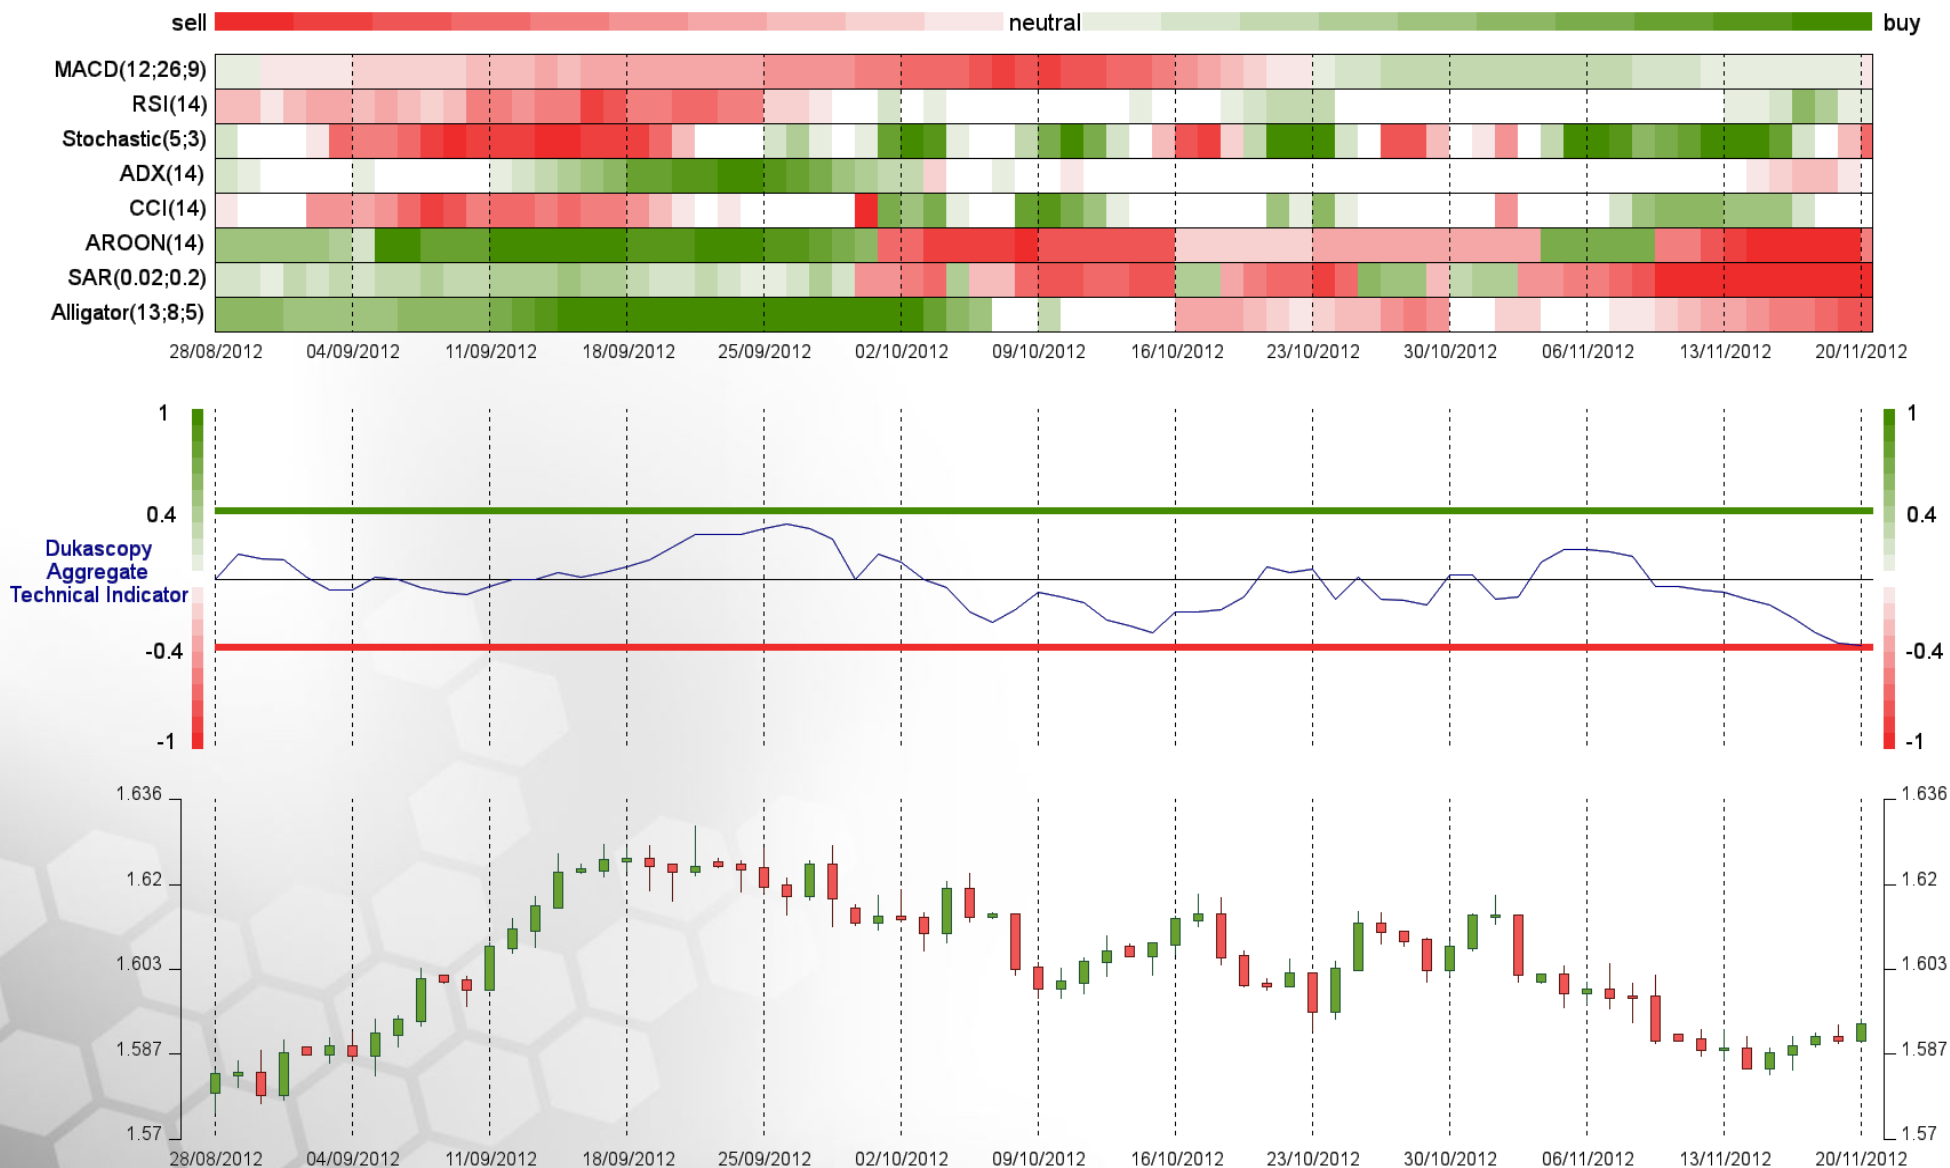 sell neutral buy
MACD(12;26;9)
RSI(14)
Stochastic(5;3)
ADX(14)
CCI(14)
AROON(14)
SAR(0.02;0.2)
Alligator(13;8;5)
28/08/2012 04/09/2012 11/09/2012 18/09/2012 25/09/2012 02/10/2012 09/10/2012 16/10/2012 23/10/2012 30/10/2012 06/11/2012 13/11/2012 20/11/2012
1 1
0.4 0.4
Dukascopy
Aggregate
Technical Indicator
-0.4 -0.4
-1 -1
1.636 1.636
1.62 1.62
1.603 1.603
1.587 1.587
1.57 1.57
28/08/2012 04/09/2012 11/09/2012 18/09/2012 25/09/2012 02/10/2012 09/10/2012 16/10/2012 23/10/2012 30/10/2012 06/11/2012 13/11/2012 20/11/2012